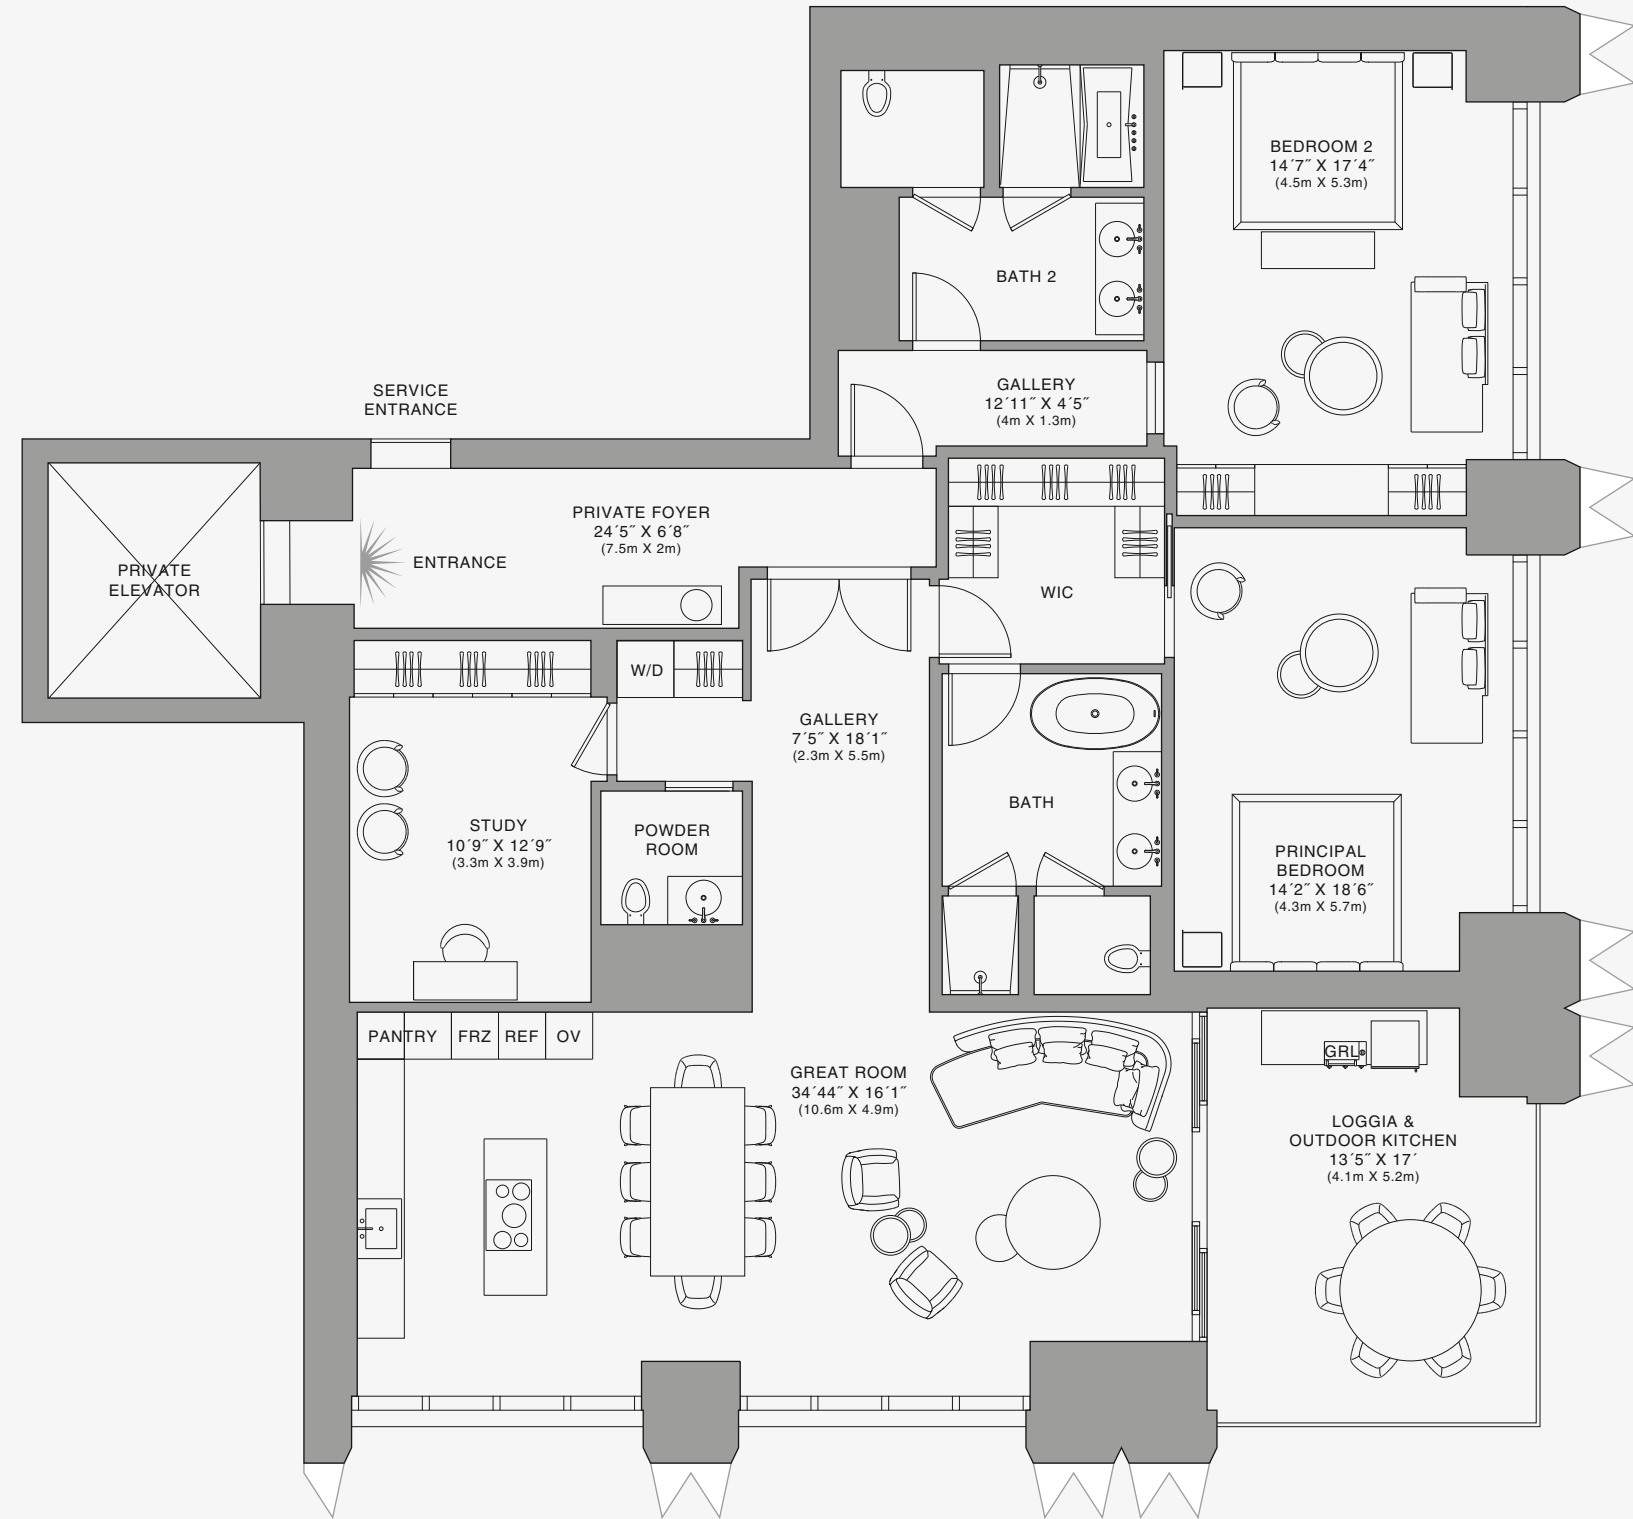 BEDROOM 2
14´7˝ X 17´4˝
(4.5m X 5.3m)
BATH 2
GALLERY
12´11˝ X 4´5˝
(4m X 1.3m)
SERVICE
ENTRANCE
PRIVATE FOYER
24´5˝ X 6´8˝
(7.5m X 2m)
ENTRANCE
PRIVATE
ELEVATOR
WIC
W/D
GALLERY
7´5˝ X 18´1˝
(2.3m X 5.5m)
BATH
STUDY
10´9˝ X 12´9˝
(3.3m X 3.9m)
POWDER
ROOM
PRINCIPAL
BEDROOM
14´2˝ X 18´6˝
(4.3m X 5.7m)
PANTRY
FRZ
REF
OV
GREAT ROOM
34´44˝ X 16´1˝
(10.6m X 4.9m)
GRL
LOGGIA &
OUTDOOR KITCHEN
13´5˝ X 17´
(4.1m X 5.2m)